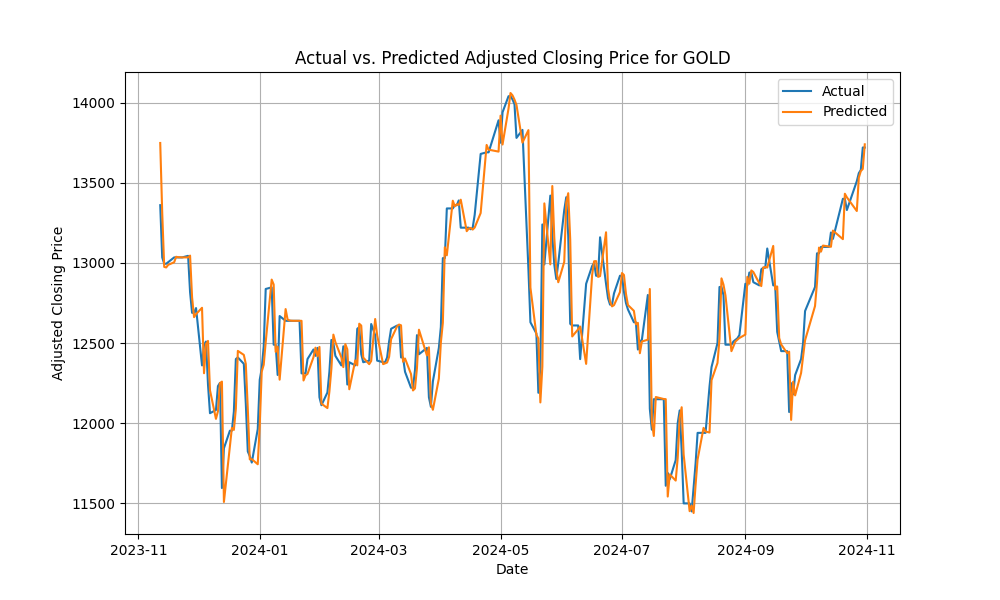 Actual vs. Predicted Adjusted Closing Price for GOLD
Actual
Predicted
Adjusted Closing Price
14000
13500
13000
12500
12000
11500
2023-11
2024-01
2024-03
2024-05
2024-07
2024-09
2024-11
Date